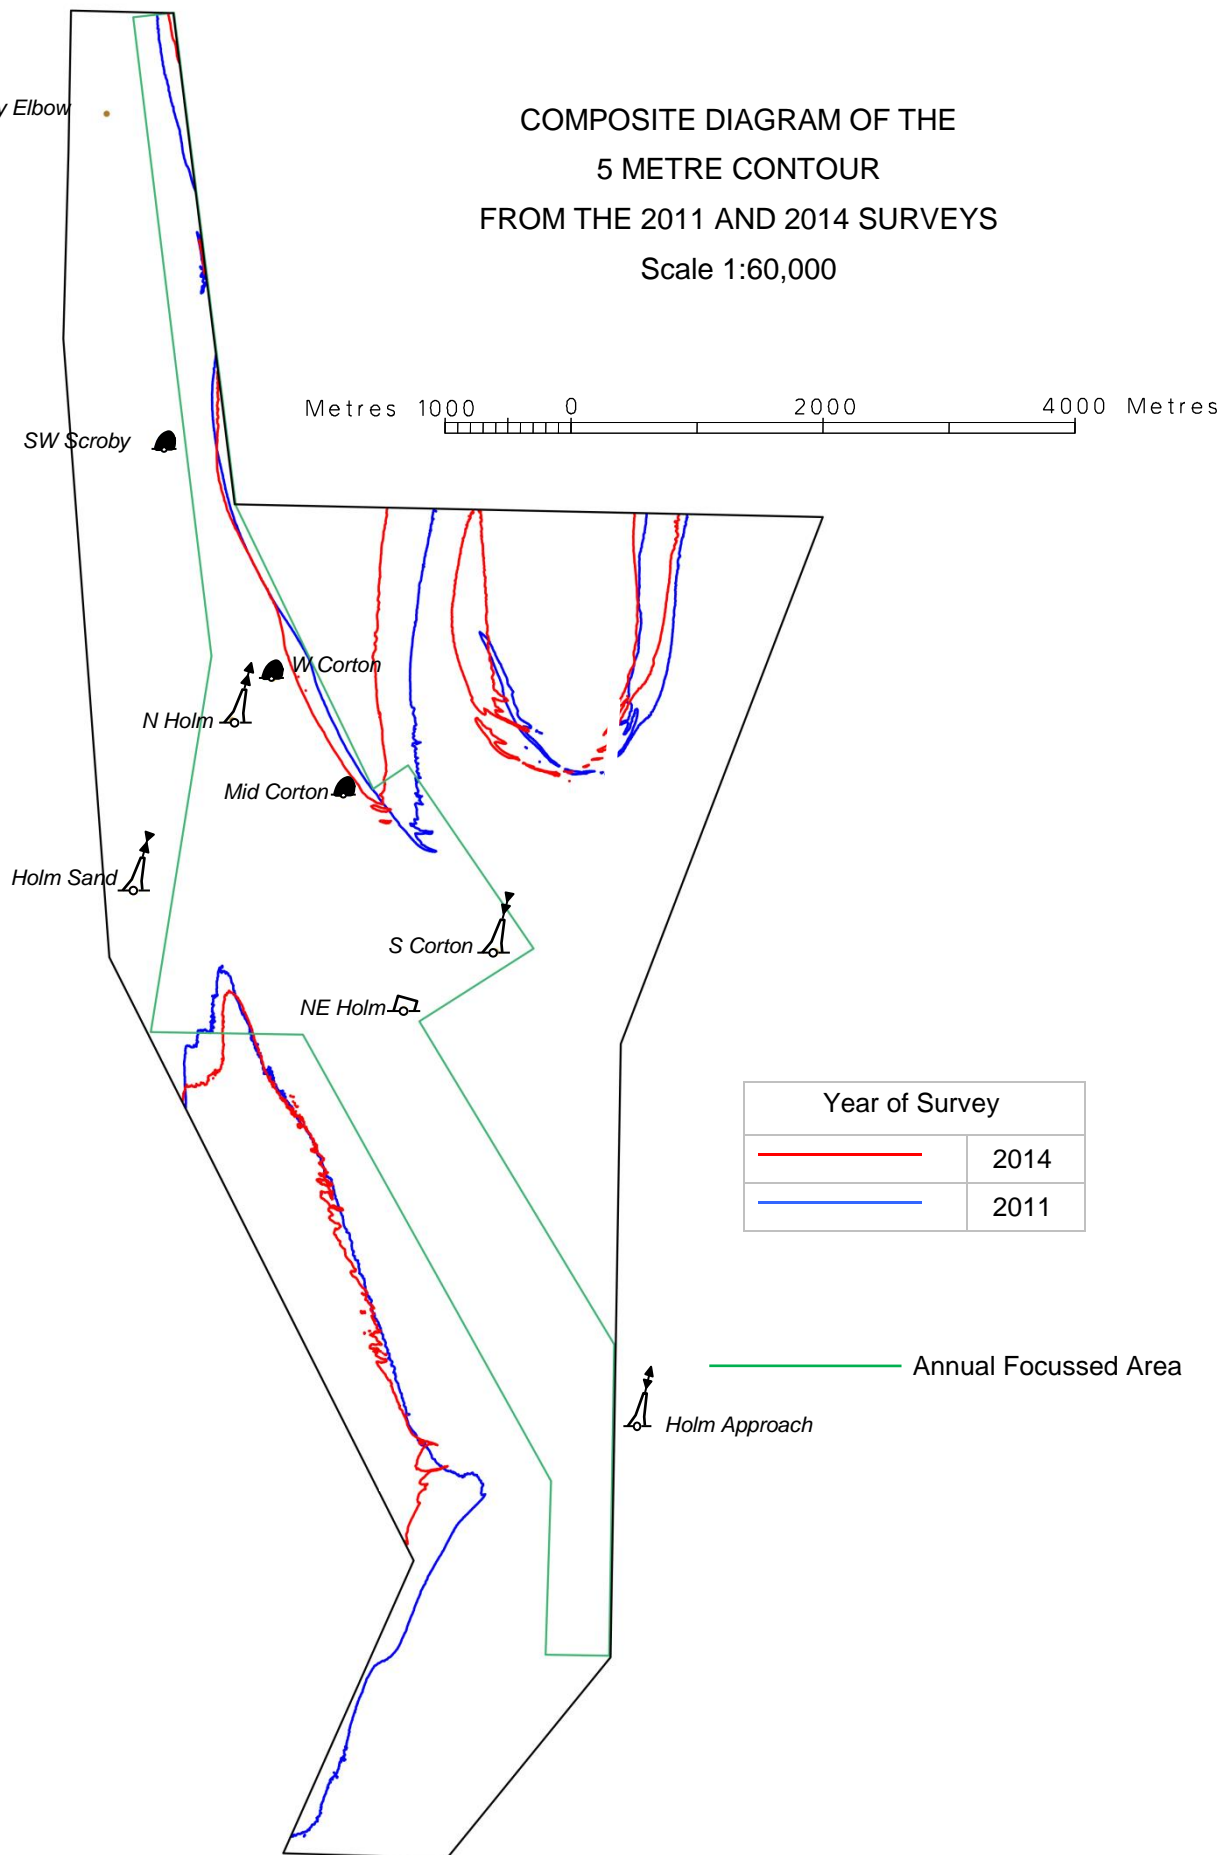 COMPOSITE DIAGRAM OF THE
5 METRE CONTOUR
FROM THE 2011 AND 2014 SURVEYS
Scale 1:60,000
y Elbow
Metres 1000 0 2000 4000 Metres
SW Scroby
W Corton
N Holm
Mid Corton
Holm Sand
S Corton
NE Holm
Year of Survey
2014
2011
Annual Focussed Area
Holm Approach